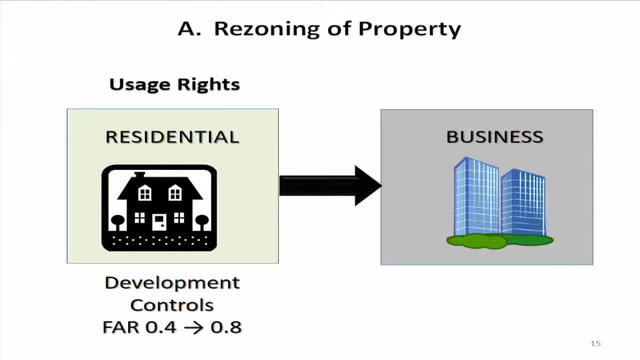 A. Rezoning of Property
Usage Rights
RESIDENTIAL
BUSINESS
Development
Controls
FAR 0.4 → 0.8
15